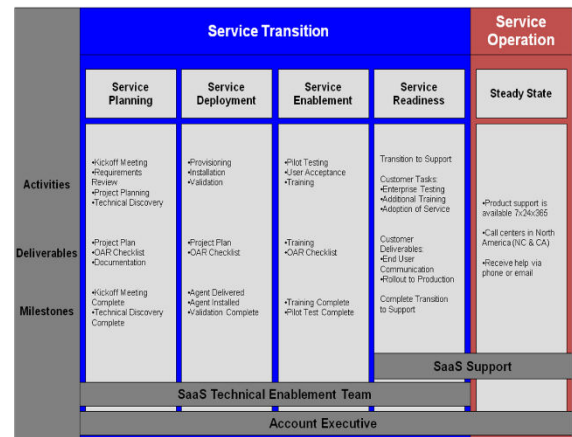 Service Transition
Service
Operation
Service
Planning
Service
Deployment
Service
Enablement
Service
Readiness
Steady State
Activities
•Kickoff Meeting
•Requirements
Review
•Project Planning
•Technical Discovery
•Provisioning
•Installation
•Validation
•Pilot Testing
•User Acceptance
•Training
Transition to Support
Customer Tasks:
•Enterprise Testing
•Additional Training
•Adoption of Service
•Product support is
available 7x24x365
•Call centers in North
America (NC & CA)
•Receive help via
phone or email
Deliverables
•Project Plan
•OAR Checklist
•Documentation
•Project Plan
•OAR Checklist
•Training
•OAR Checklist
Customer
Deliverables:
•End User
Communication
•Rollout to Production
Milestones
•Kickoff Meeting
Complete
•Technical Discovery
Complete
•Agent Delivered
•Agent Installed
•Validation Complete
•Training Complete
•Pilot Test Complete
Complete Transition
to Support
SaaS Support
SaaS Technical Enablement Team
Account Executive